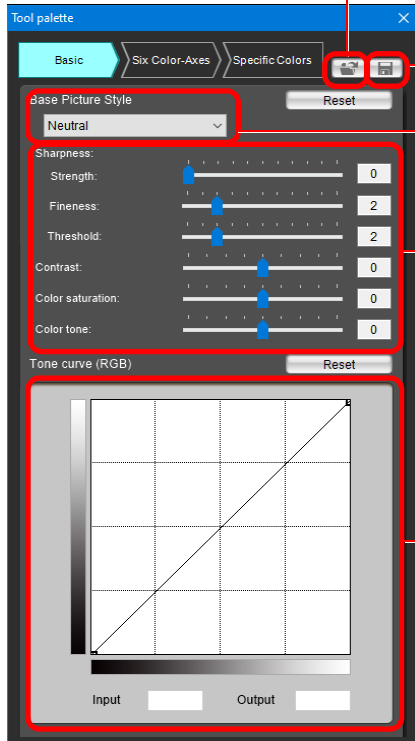 Tool palette
Basic Six Color-Axes Specific Colors
Base Picture Style Reset
Neutral
Sharpness:
Strength: 0
Fineness: 2
Threshold: 2
Contrast: 0
Color saturation: 0
Color tone: 0
Tone curve (RGB) Reset
Input Output